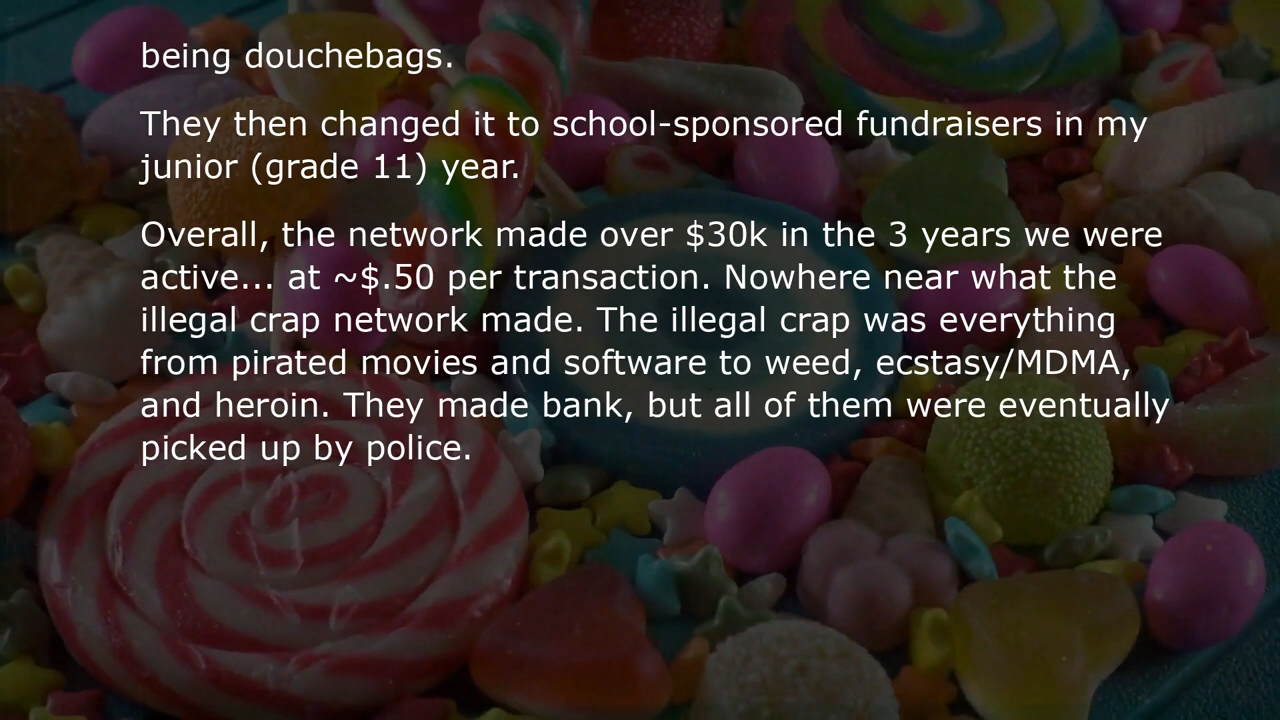 being douchebags.
They then changed it to school-sponsored fundraisers in my
junior (grade 11) year.
Overall, the network made over $30k in the 3 years we were
active... at ~$.50 per transaction. Nowhere near what the
illegal crap network made. The illegal crap was everything
from pirated movies and software to weed, ecstasy/MDMA,
and heroin. They made bank, but all of them were eventually
picked up by police.